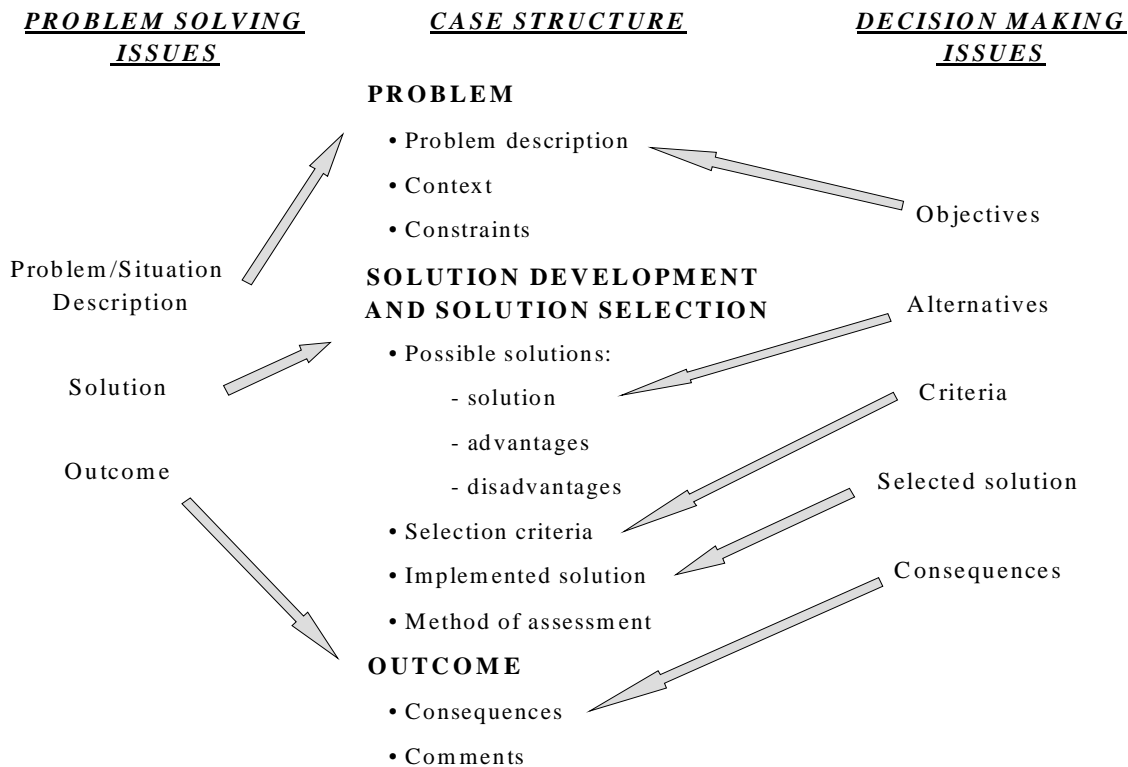 PROBLEM SOLVING
ISSUES
Problem/Situation
Description
Solution
Outcome
CASE STRUCTURE
PROBLEM
• Problem description
• Context
• Constraints
SOLUTION DEVELOPMENT
AND SOLUTION SELECTION
• Possible solutions:
- solution
- advantages
- disadvantages
• Selection criteria
• Implemented solution
• Method of assessment
OUTCOME
• Consequences
• Comments
DECISION MAKING
ISSUES
Objectives
Alternatives
Criteria
Selected solution
Consequences